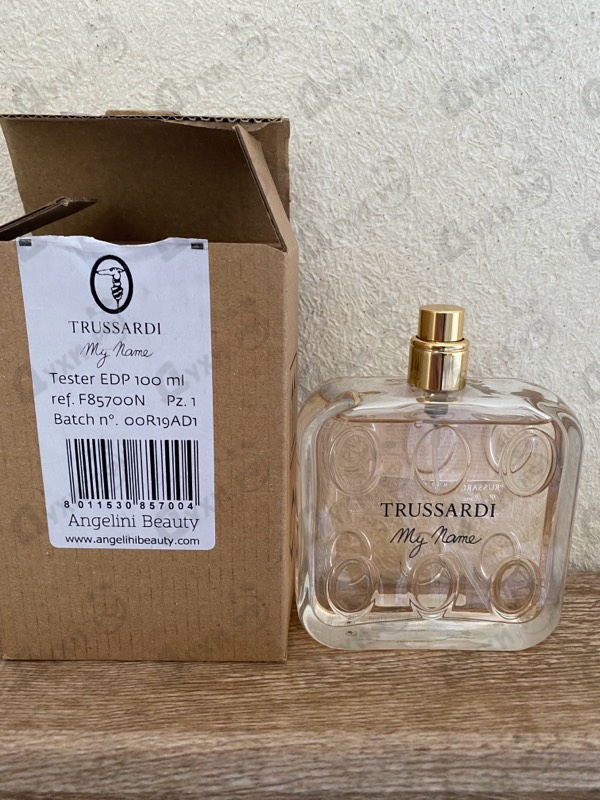 TRUSSARDI
My Name
Tester EDP 100 ml
ref. F85700N Pz. 1
Batch n°. 00R19AD1
8 011530 857004
Angelini Beauty
www.angelinibeauty.com
TRUSSARDI
My Name